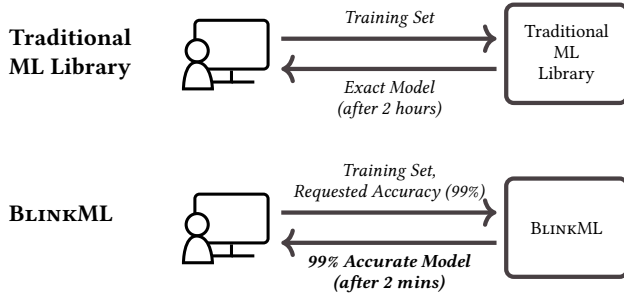 Traditional
ML Library
Training Set
Exact Model
(after 2 hours)
Traditional
ML
Library
BLINKML
Training Set,
Requested Accuracy (99%)
99% Accurate Model
(after 2 mins)
BLINKML